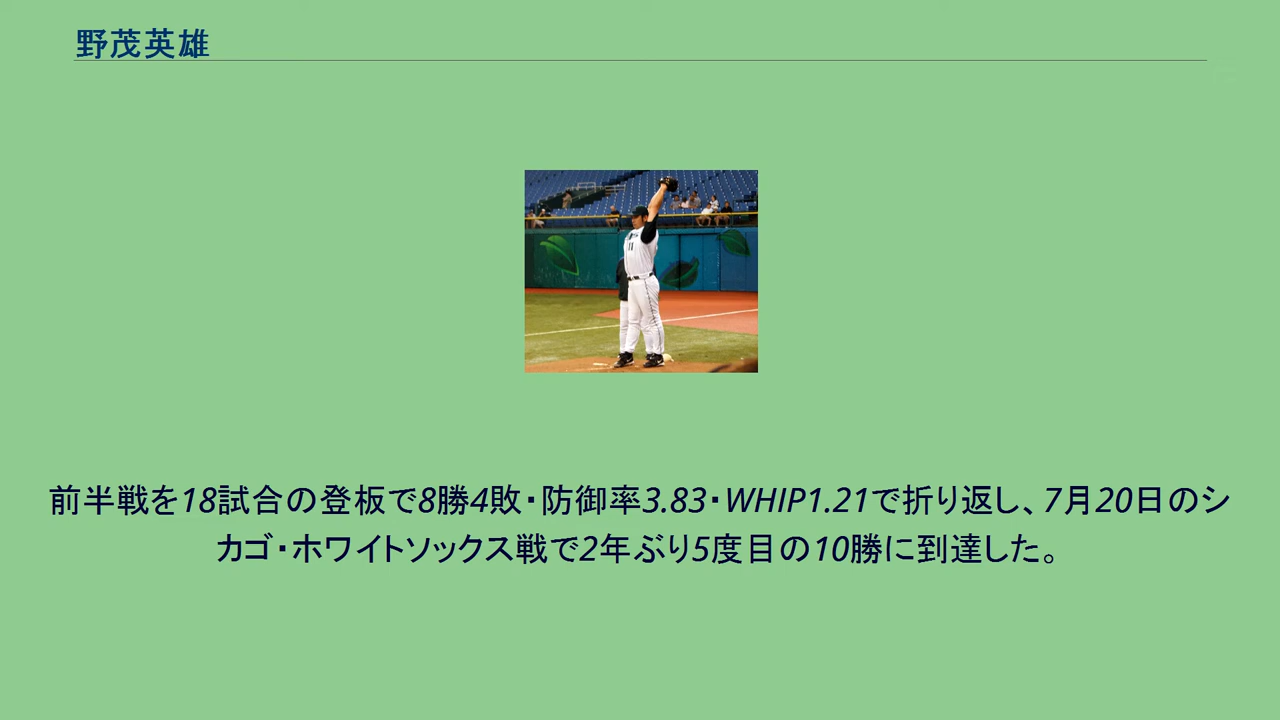 野茂英雄
前半戦を18試合の登板で8勝4敗・防御率3.83・WHIP1.21で折り返し、7月20日のシ
カゴ・ホワイトソックス戦で2年ぶり5度目の10勝に到達した。